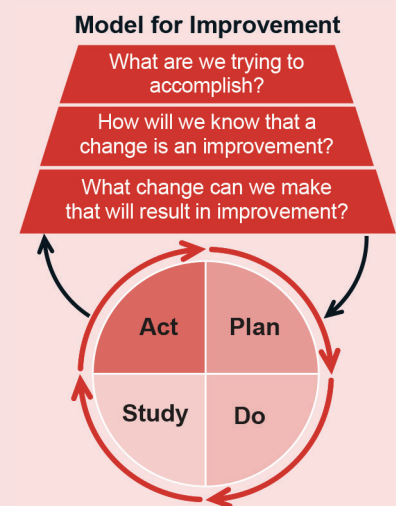 Model for Improvement
What are we trying to
accomplish?
How will we know that a
change is an improvement?
What change can we make
that will result in improvement?
Act
Plan
Study
Do